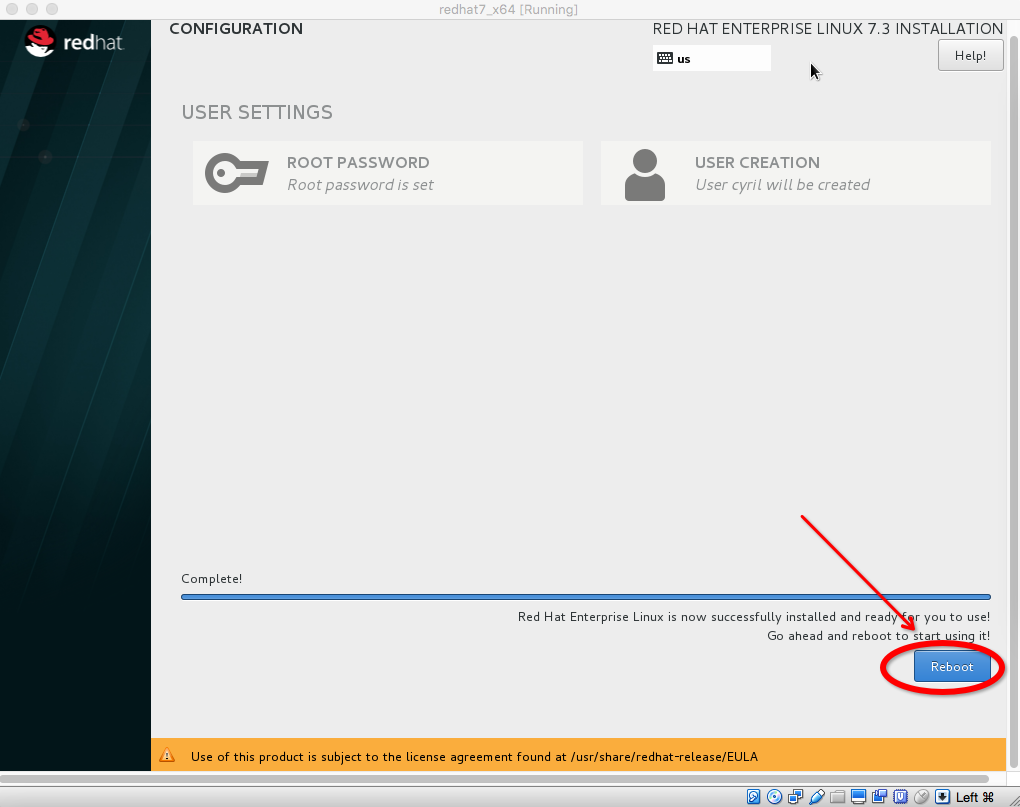 redhat7_x64 [Running]
redhat.
CONFIGURATION
RED HAT ENTERPRISE LINUX 7.3 INSTALLATION
us
Help!
USER SETTINGS
ROOT PASSWORD
Root password is set
USER CREATION
User cyril will be created
Complete!
Red Hat Enterprise Linux is now successfully installed and ready for you to use!
Go ahead and reboot to start using it!
Reboot
Use of this product is subject to the license agreement found at /usr/share/redhat-release/EULA
Left ⌘